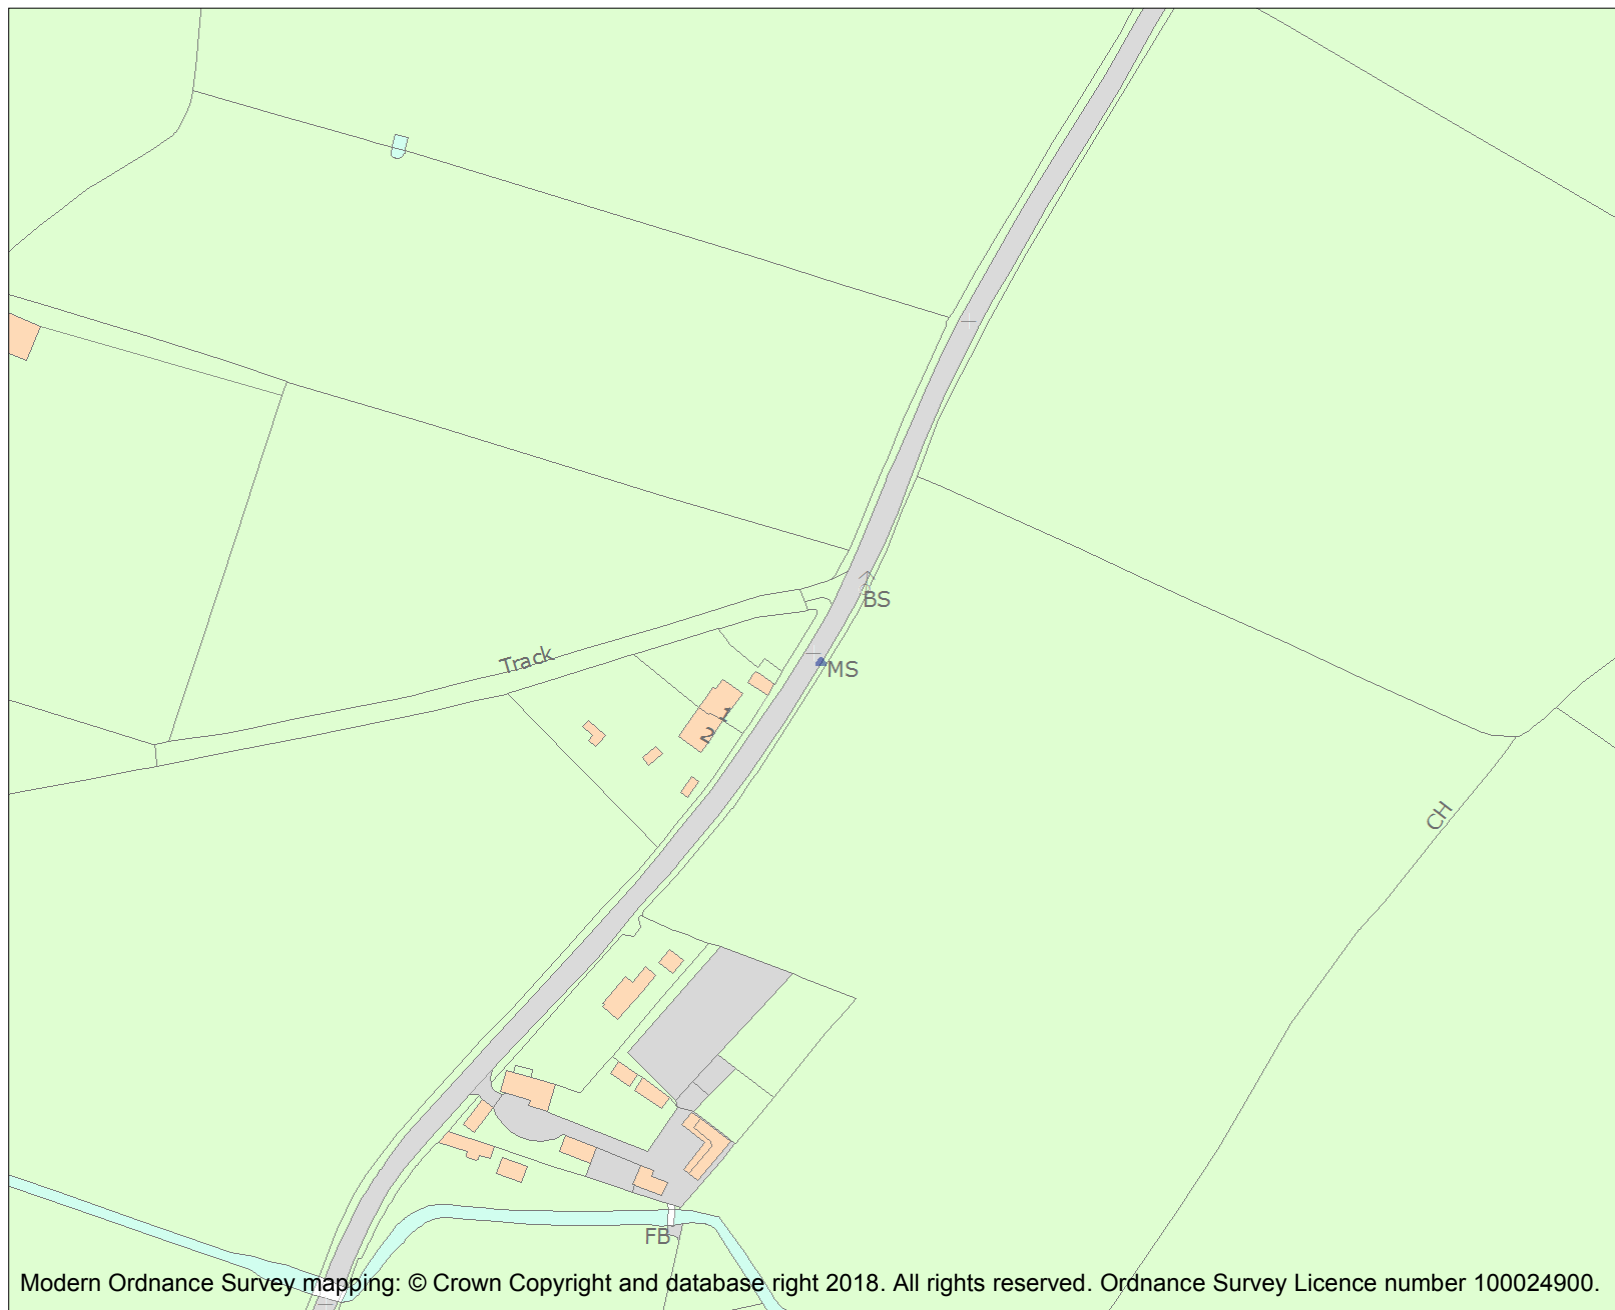 BS
Track
MS
1
2
CH
FB
Modern Ordnance Survey mapping: © Crown Copyright and database right 2018. All rights reserved. Ordnance Survey Licence number 100024900.